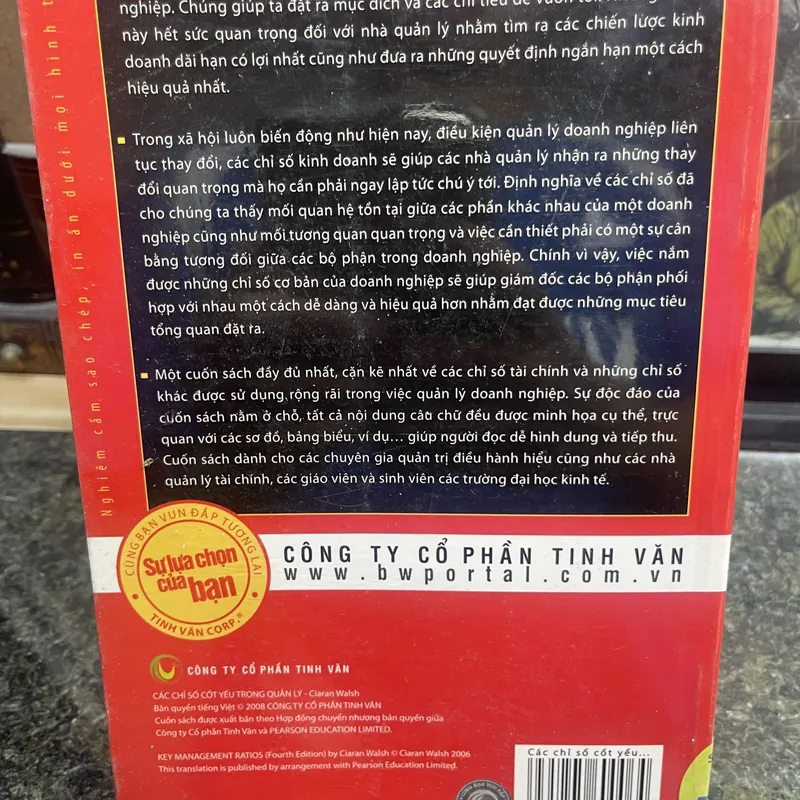 nghiệp. Chúng giúp ta đặt ra mục đích và các chỉ tiêu để vươn tới.
này hết sức quan trọng đối với nhà quản lý nhằm tìm ra các chiến lược kinh
doanh dài hạn có lợi nhất cũng như đưa ra những quyết định ngắn hạn một cách
hiệu quả nhất.
Trong xã hội luôn biến động như hiện nay, điều kiện quản lý doanh nghiệp liên
tục thay đổi, các chỉ số kinh doanh sẽ giúp các nhà quản lý nhận ra những thay
đổi quan trọng mà họ cần phải ngay lập tức chú ý tới. Định nghĩa về các chỉ số đã
cho chúng ta thấy mối quan hệ tồn tại giữa các phần khác nhau của một doanh
nghiệp cũng như mối tương quan quan trọng và việc cần thiết phải có một sự cân
bằng tương đối giữa các bộ phận trong doanh nghiệp. Chính vì vậy, việc nắm
được những chỉ số cơ bản của doanh nghiệp sẽ giúp giám đốc các bộ phận phối
hợp với nhau một cách dễ dàng và hiệu quả hơn nhằm đạt được những mục tiêu
tổng quan đặt ra.
Một cuốn sách đầy đủ nhất, cặn kẽ nhất về các chỉ số tài chính và những chỉ số
khác được sử dụng rộng rãi trong việc quản lý doanh nghiệp. Sự độc đáo của
cuốn sách nằm ở chỗ, tất cả nội dung câu chữ đều được minh họa cụ thể, trực
quan với các sơ đồ, bảng biểu, ví dụ... giúp người đọc dễ hình dung và tiếp thu.
Cuốn sách dành cho các chuyên gia quản trị điều hành hiểu cũng như các nhà
quản lý tài chính, các giáo viên và sinh viên các trường đại học kinh tế.
Nghiêm cấm sao chép, in ấn dưới mọi hình t
CÙNG BẠN VUN ĐẮP TƯƠNG LAI
Sự lựa chọn
của bạn
TINH VÂN CORP.®
CÔNG TY CỔ PHẦN TINH VĂN
www.bwportal.com.vn
CÔNG TY CỔ PHẦN TINH VĂN
CÁC CHỈ SỐ CỐT YẾU TRONG QUẢN LÝ - Ciaran Walsh
Bản quyền tiếng Việt © 2008 CÔNG TY CỔ PHẦN TINH VĂN
Cuốn sách được xuất bản theo Hợp đồng chuyển nhượng bản quyền giữa
Công ty Cổ phần Tinh Văn và PEARSON EDUCATION LIMITED.
KEY MANAGEMENT RATIOS (Fourth Edition) by Ciaran Walsh © Ciaran Walsh 2006
This translation is published by arrangement with Pearson Education Limited.
Các chỉ số cốt yếu...